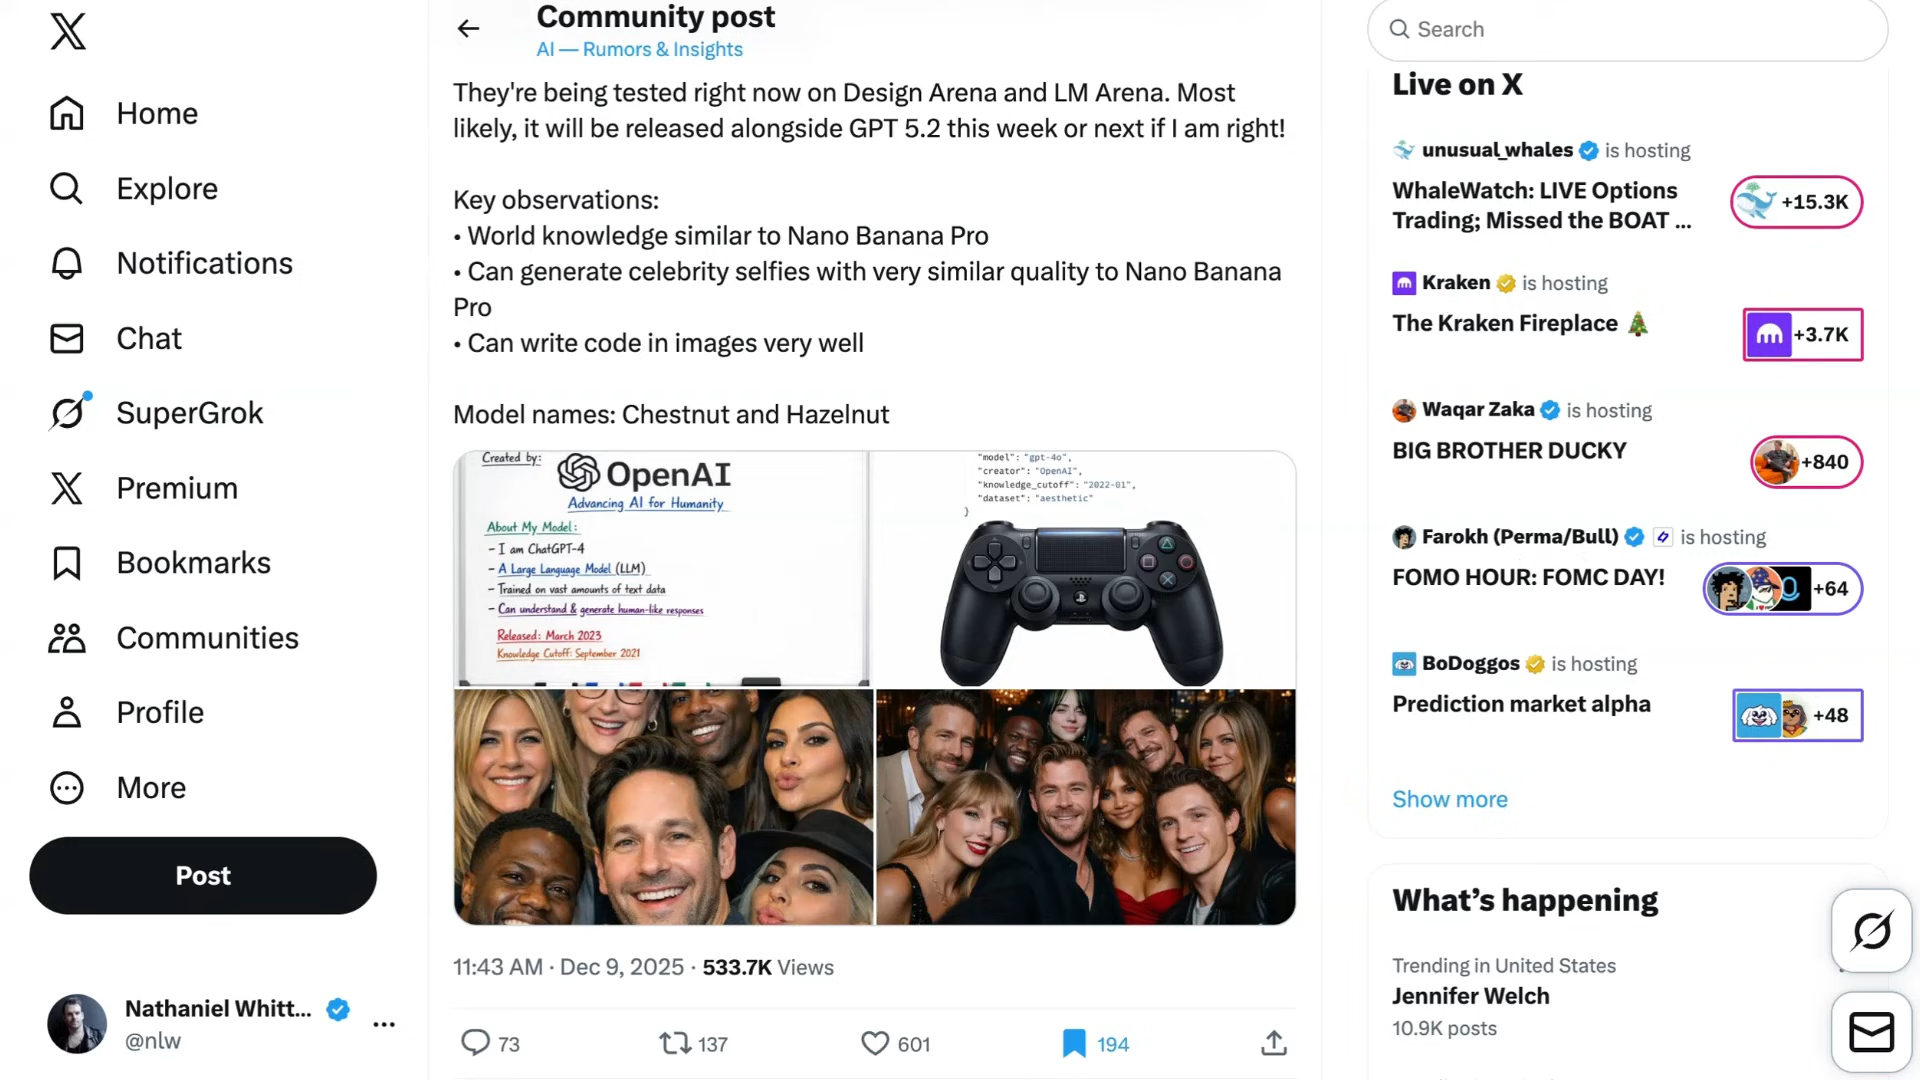 Community post
AI — Rumors & Insights
Home
Explore
Notifications
Chat
SuperGrok
Premium
Bookmarks
Communities
Profile
More
Post
Nathaniel Whitt...
@nlw
They're being tested right now on Design Arena and LM Arena. Most
likely, it will be released alongside GPT 5.2 this week or next if I am right!
Key observations:
• World knowledge similar to Nano Banana Pro
• Can generate celebrity selfies with very similar quality to Nano Banana
Pro
• Can write code in images very well
Model names: Chestnut and Hazelnut
Created by:
OpenAI
Advancing AI for Humanity
About My Model:
- I am ChatGPT-4
- A Large Language Model (LLM)
- Trained on vast amounts of text data
- Can understand & generate human-like responses
Released: March 2023
Knowledge Cutoff: September 2021
"model": "gpt-4o",
"creator": "OpenAI",
"knowledge_cutoff": "2022-01",
"dataset": "aesthetic"
}
11:43 AM · Dec 9, 2025 · 533.7K Views
73
137
601
194
Search
Live on X
unusual_whales is hosting
WhaleWatch: LIVE Options
Trading; Missed the BOAT ...
+15.3K
Kraken is hosting
The Kraken Fireplace
+3.7K
Waqar Zaka is hosting
BIG BROTHER DUCKY
+840
Farokh (Perma/Bull) is hosting
FOMO HOUR: FOMC DAY!
+64
BoDoggos is hosting
Prediction market alpha
+48
Show more
What's happening
Trending in United States
Jennifer Welch
10.9K posts